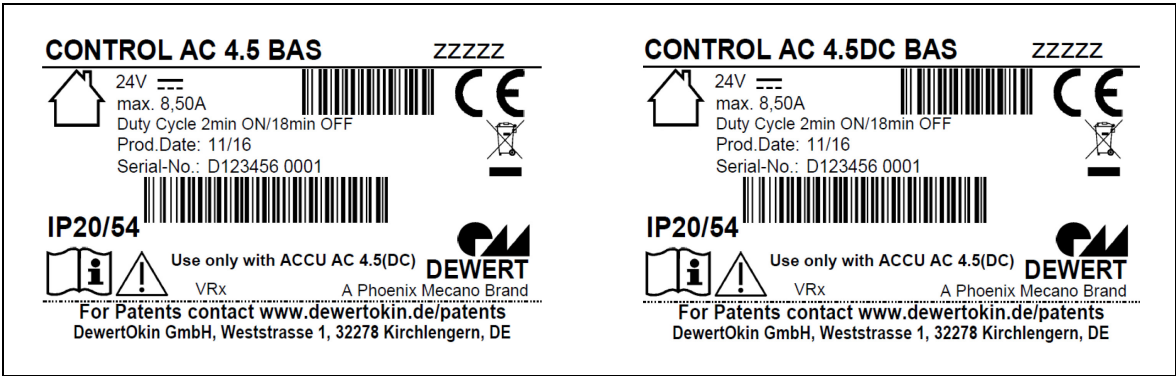 CONTROL AC 4.5 BAS zzzzz
24V
max. 8,50A
Duty Cycle 2min ON/18min OFF
Prod.Date: 11/16
Serial-No.: D123456 0001
IP20/54
Use only with ACCU AC 4.5(DC)
DEWERT
VRx
A Phoenix Mecano Brand
For Patents contact www.dewertokin.de/patents
DewertOkin GmbH, Weststrasse 1, 32278 Kirchlengern, DE
CONTROL AC 4.5DC BAS zzzzz
24V
max. 8,50A
Duty Cycle 2min ON/18min OFF
Prod.Date: 11/16
Serial-No.: D123456 0001
IP20/54
Use only with ACCU AC 4.5(DC)
DEWERT
VRx
A Phoenix Mecano Brand
For Patents contact www.dewertokin.de/patents
DewertOkin GmbH, Weststrasse 1, 32278 Kirchlengern, DE